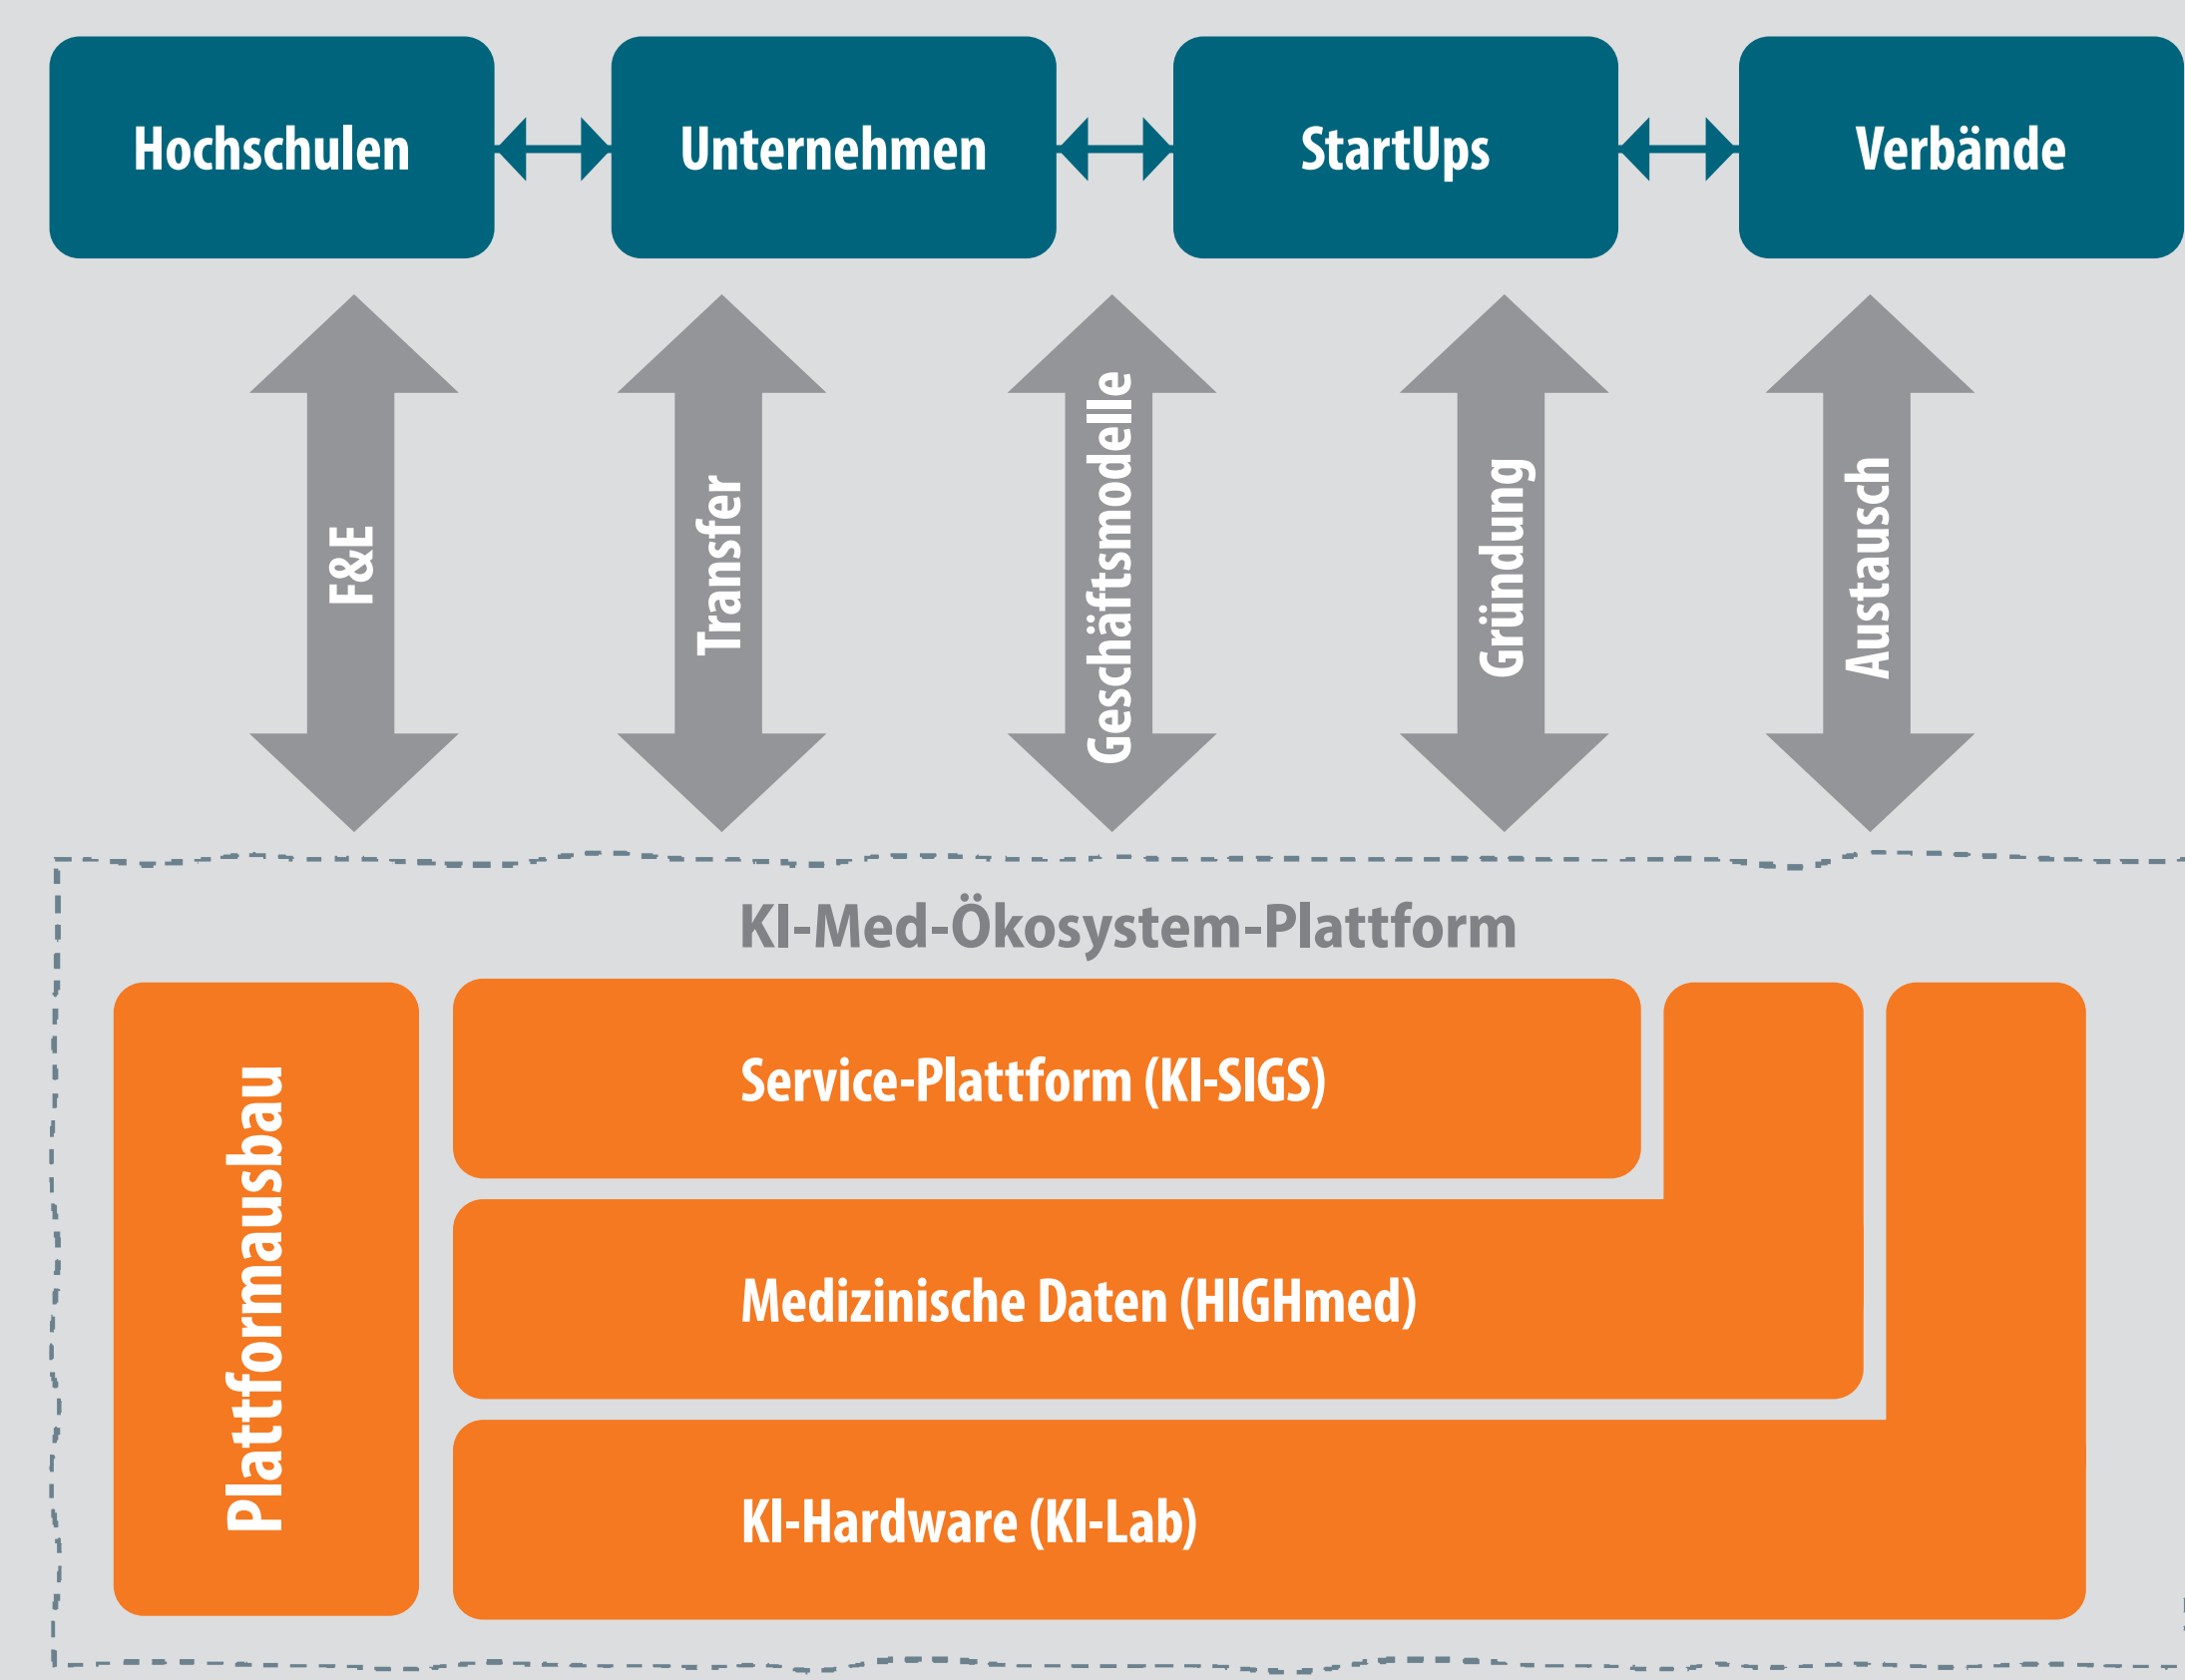 Hochschulen
Unternehmen
StartUps
Verbände
F&E
Transfer
Geschäftsmodelle
Gründung
Austausch
KI-Med-Ökosystem-Plattform
Plattformausbau
Service-Plattform (KI-SIGS)
Medizinische Daten (HIGHmed)
KI-Hardware (KI-Lab)